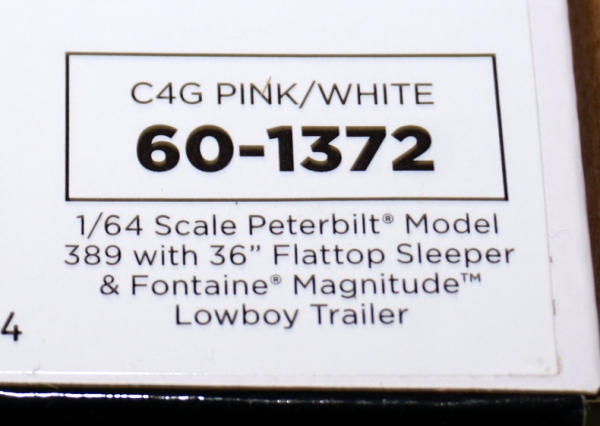 C4G PINK/WHITE
60-1372
1/64 Scale Peterbilt® Model
389 with 36” Flattop Sleeper
& Fontaine® Magnitude™
Lowboy Trailer
4